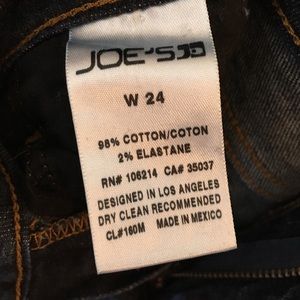 JOE'S
W 24
98% COTTON/COTON
2% ELASTANE
RN# 106214 CA# 35037
DESIGNED IN LOS ANGELES
DRY CLEAN RECOMMENDED
CL#160M MADE IN MEXICO